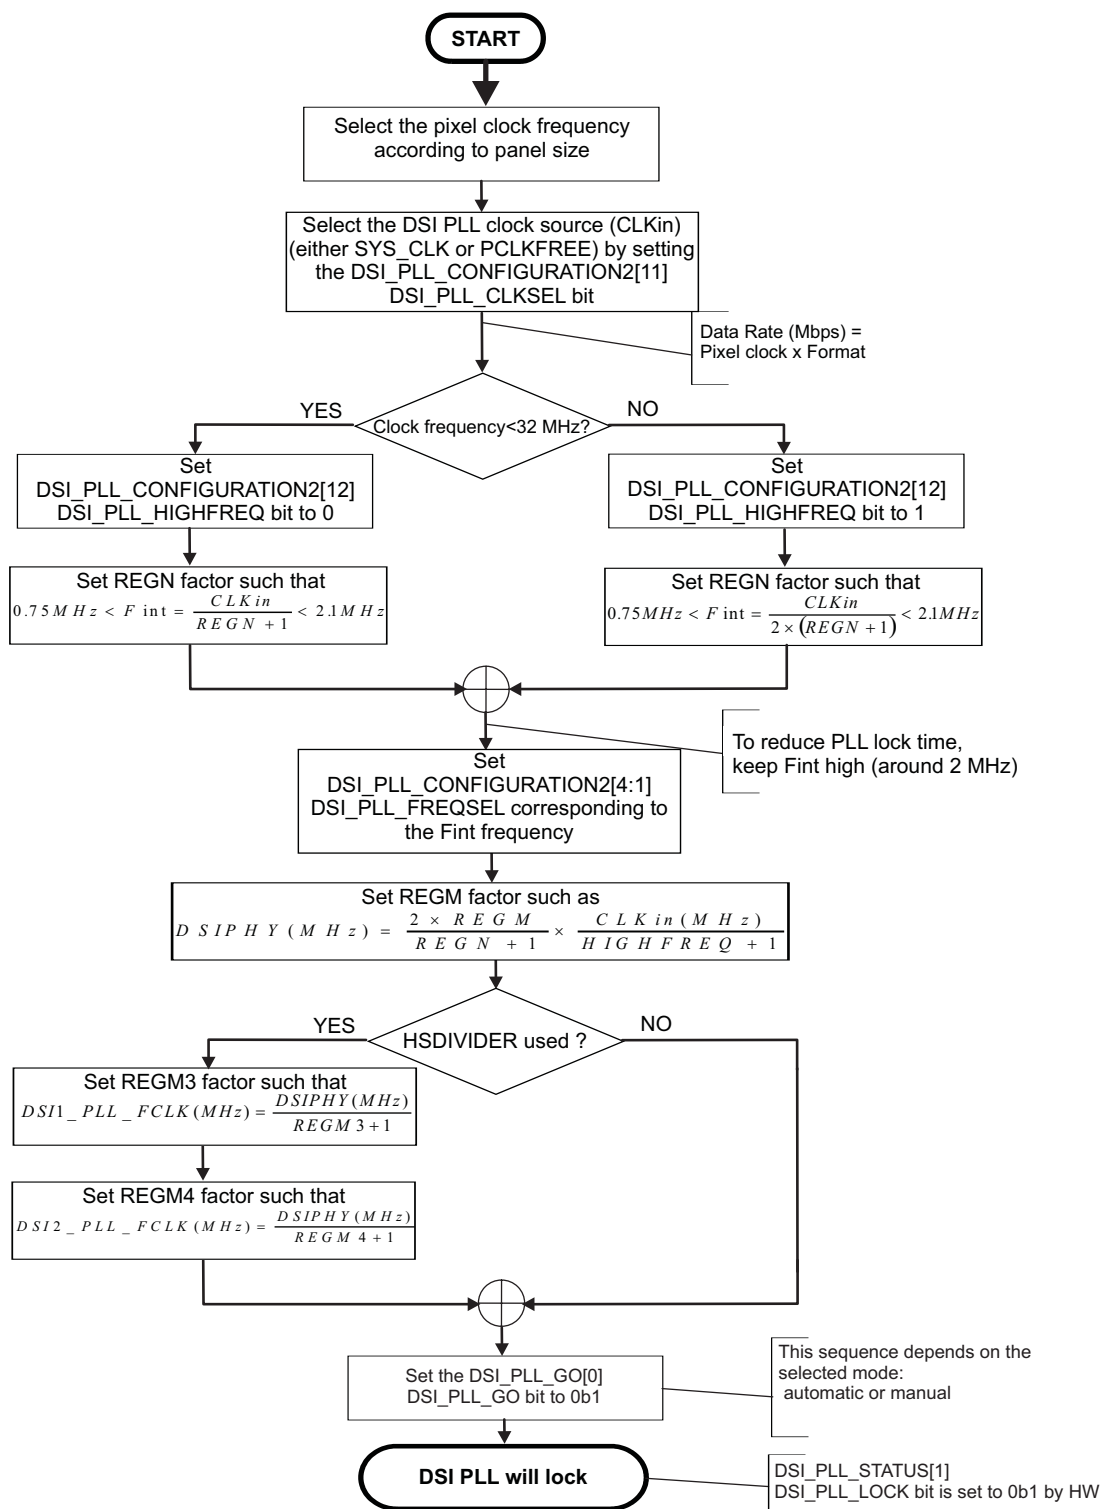 START
Select the pixel clock frequency
according to panel size
Select the DSI PLL clock source (CLKin)
(either SYS_CLK or PCLKFREE) by setting
the DSI_PLL_CONFIGURATION2[11]
DSI_PLL_CLKSEL bit
Data Rate (Mbps) =
Pixel clock x Format
YES
NO
Clock frequency<32 MHz?
Set
DSI_PLL_CONFIGURATION2[12]
DSI_PLL_HIGHFREQ bit to 0
Set
DSI_PLL_CONFIGURATION2[12]
DSI_PLL_HIGHFREQ bit to 1
Set REGN factor such that
0.75MHz < F int = CLKin / REGN + 1 < 2.1MHz
Set REGN factor such that
0.75MHz < F int = CLKin / 2 × (REGN + 1) < 2.1MHz
To reduce PLL lock time,
keep Fint high (around 2 MHz)
Set
DSI_PLL_CONFIGURATION2[4:1]
DSI_PLL_FREQSEL corresponding to
the Fint frequency
Set REGM factor such as
DSIPHY(MHz) = 2 × REGM / REGN + 1 × CLKin(MHz) / HIGHFREQ + 1
YES
NO
HSDIVIDER used ?
Set REGM3 factor such that
DSI1_PLL_FCLK(MHz) = DSIPHY(MHz) / REGM3+1
Set REGM4 factor such that
DSI2_PLL_FCLK(MHz) = DSIPHY(MHz) / REGM4+1
Set the DSI_PLL_GO[0]
DSI_PLL_GO bit to 0b1
This sequence depends on the
selected mode:
automatic or manual
DSI PLL will lock
DSI_PLL_STATUS[1]
DSI_PLL_LOCK bit is set to 0b1 by HW